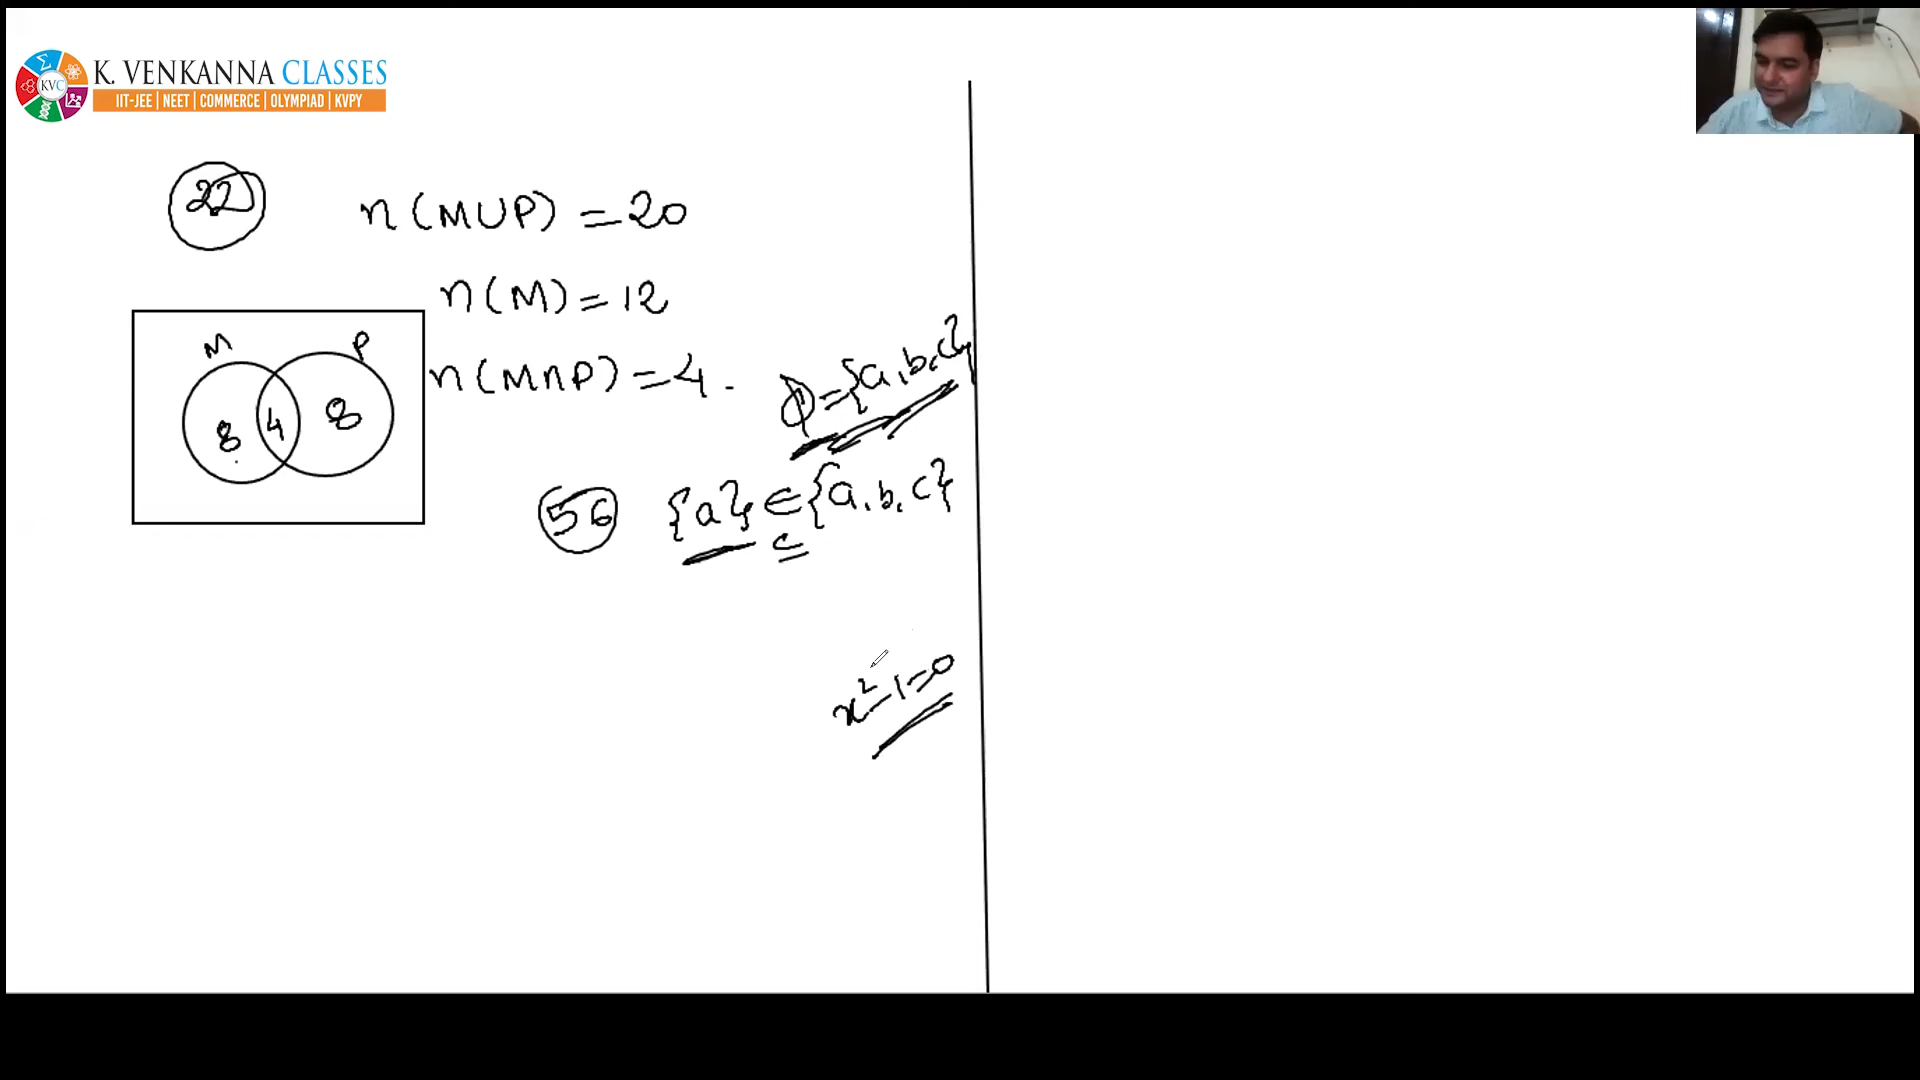 K. VENKANNA CLASSES
KVC
IIT-JEE | NEET | COMMERCE | OLYMPIAD | KVPY
22
n(M∪P) = 20
n(M) = 12
n(M∩P) = 4.
M P
8 4 8
ϕ = {a, b, c}
56 {a} ∈ {a, b, c}
⊆
x²-1=0